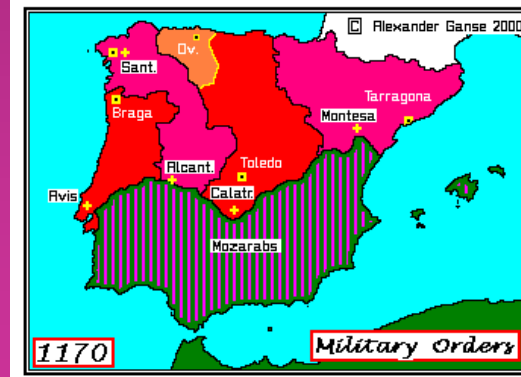 © Alexander Ganse 2000
Ov.
Sant.
Tarragona
Braga
Montesa
Alcant.
Toledo
Avis
Calatr.
Mozarabs
1170
Military Orders